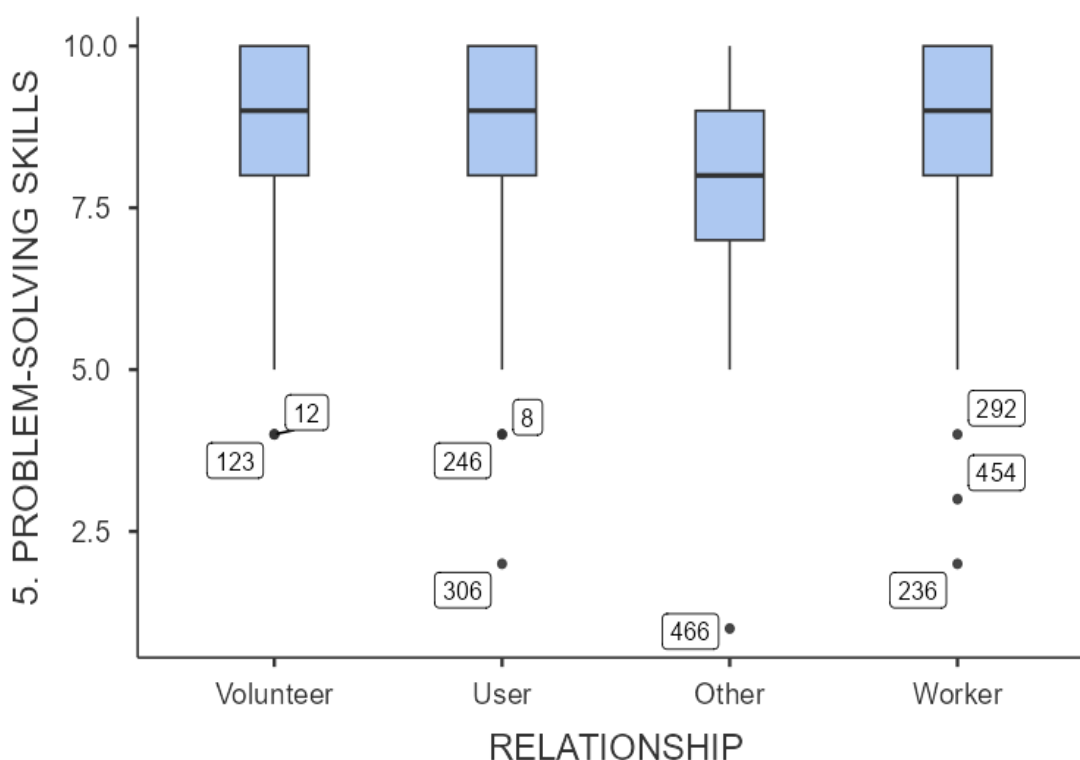 5. PROBLEM-SOLVING SKILLS
10.0
7.5
5.0
2.5
12
123
8
246
306
466
292
454
236
Volunteer
User
Other
Worker
RELATIONSHIP